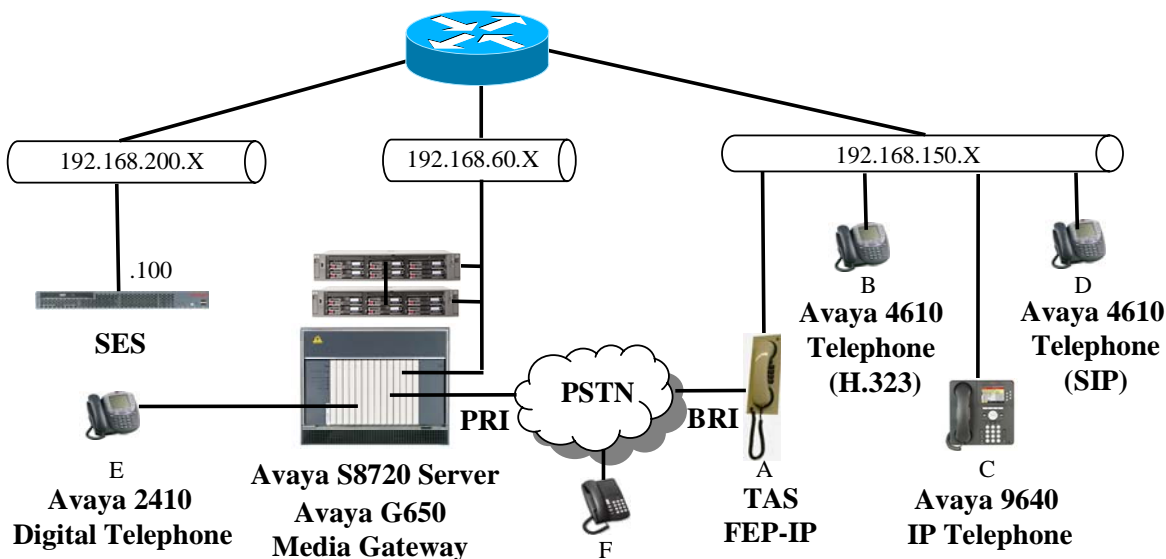 192.168.200.X
192.168.60.X
192.168.150.X
.100
SES
B
Avaya 4610
Telephone
(H.323)
D
Avaya 4610
Telephone
(SIP)
PRI
PSTN
BRI
E
Avaya 2410
Digital Telephone
Avaya S8720 Server
Avaya G650
Media Gateway
F
A
TAS
FEP-IP
C
Avaya 9640
IP Telephone